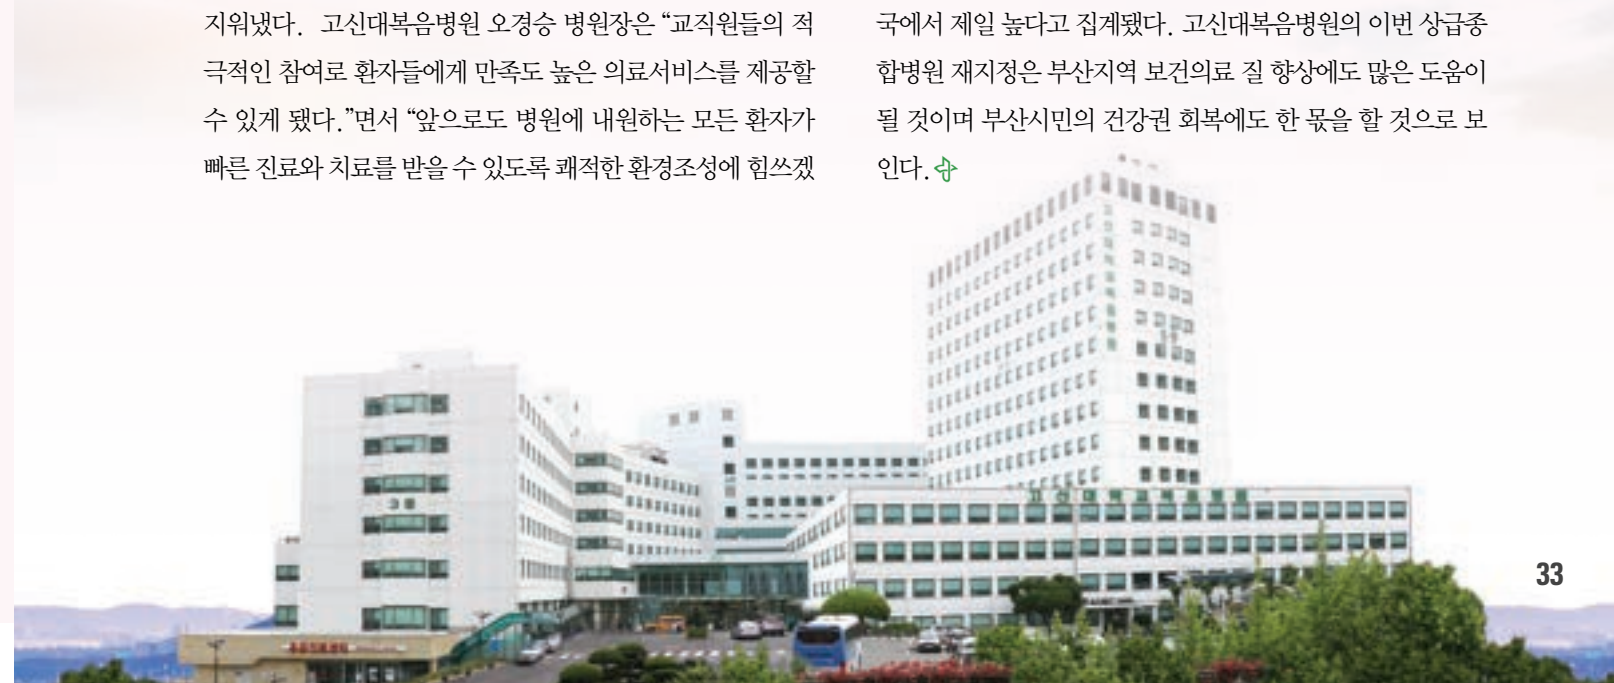 지워냈다. 고신대복음병원 오경승 병원장은 “교직원들의 적
극적인 참여로 환자들에게 만족도 높은 의료서비스를 제공할
수 있게 됐다.”면서 “앞으로도 병원에 내원하는 모든 환자가
빠른 진료와 치료를 받을 수 있도록 쾌적한 환경조성에 힘쓰겠
국에서 제일 높다고 집계됐다. 고신대복음병원의 이번 상급종
합병원 재지정은 부산지역 보건의료 질 향상에도 많은 도움이
될 것이며 부산시민의 건강권 회복에도 한 몫을 할 것으로 보
인다.
고신대학교복음병원
33